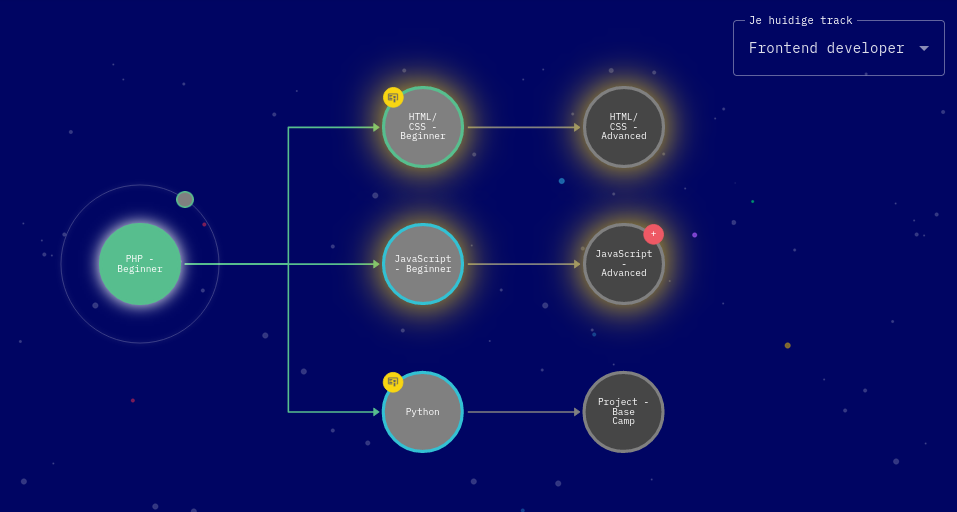 Je huidige track
Frontend developer
HTML/
CSS -
Beginner
HTML/
CSS -
Advanced
PHP -
Beginner
JavaScript
- Beginner
JavaScript
-
Advanced
+
Python
Project -
Base
Camp